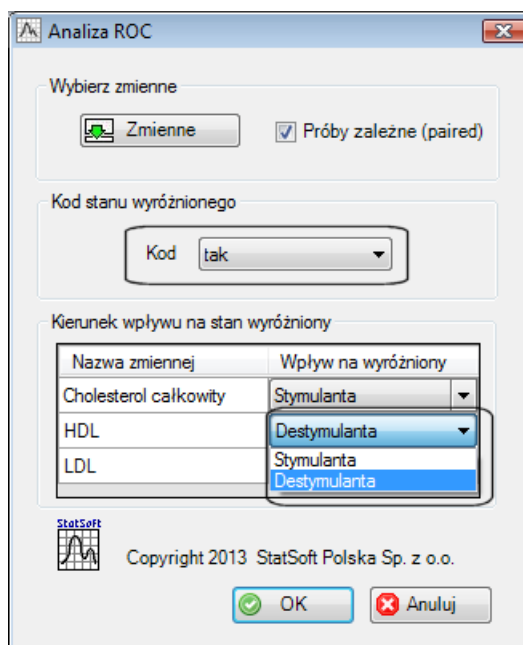 Analiza ROC
Wybierz zmienne
Zmienne
Próby zależne (paired)
Kod stanu wyróżnionego
Kod tak
Kierunek wpływu na stan wyróżniony
Nazwa zmiennej Wpływ na wyróżniony
Cholesterol całkowity Stymulanta
HDL Destymulanta
Stymulanta
LDL
Destymulanta
StatSoft
Copyright 2013 StatSoft Polska Sp. z o.o.
OK Anuluj